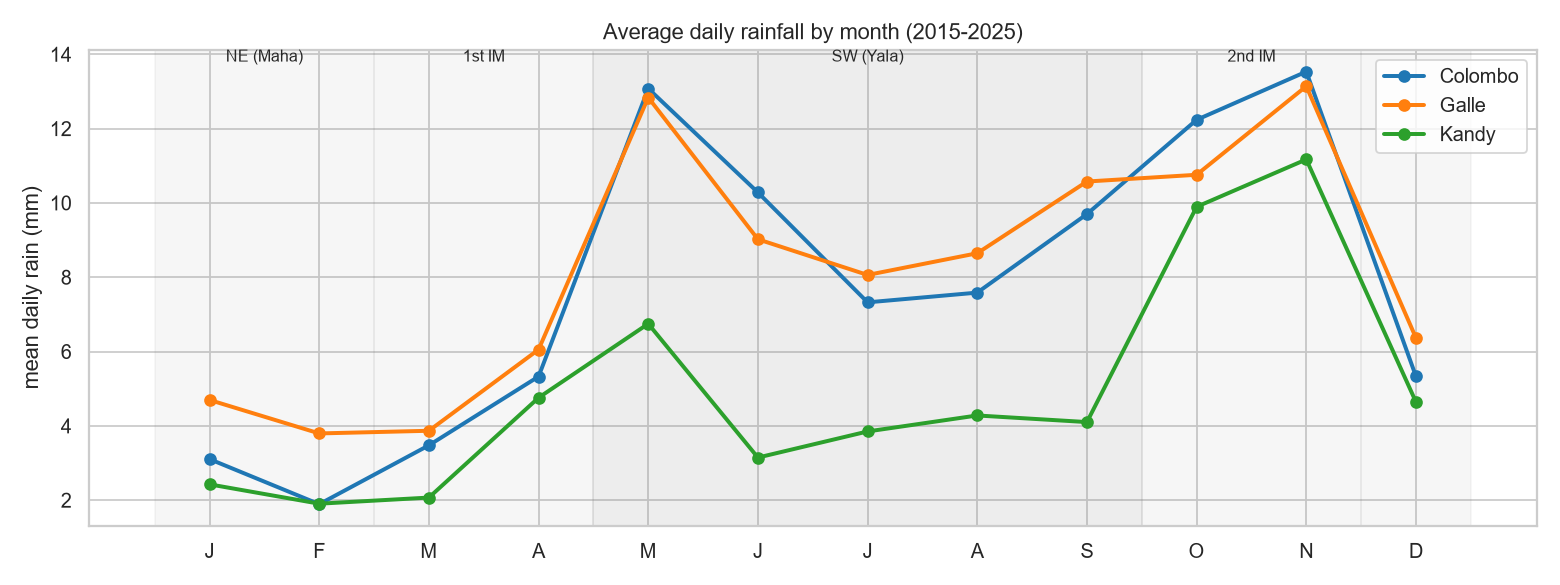 Average daily rainfall by month (2015-2025)
NE (Maha) 1st IM SW (Yala) 2nd IM
Colombo
Galle
Kandy
mean daily rain (mm)
14
12
10
8
6
4
2
J F M A M J J A S O N D